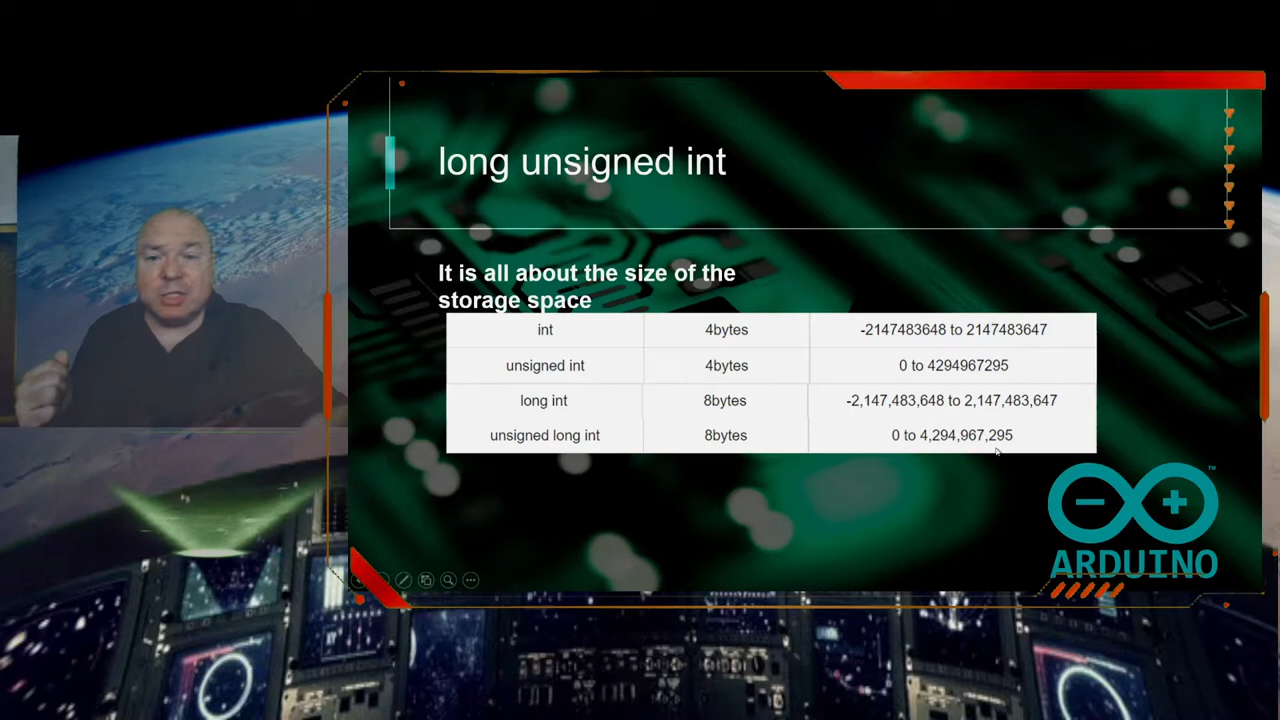 long unsigned int
It is all about the size of the
storage space
int 4bytes -2147483648 to 2147483647
unsigned int 4bytes 0 to 4294967295
long int 8bytes -2,147,483,648 to 2,147,483,647
unsigned long int 8bytes 0 to 4,294,967,295
ARDUINO
TM